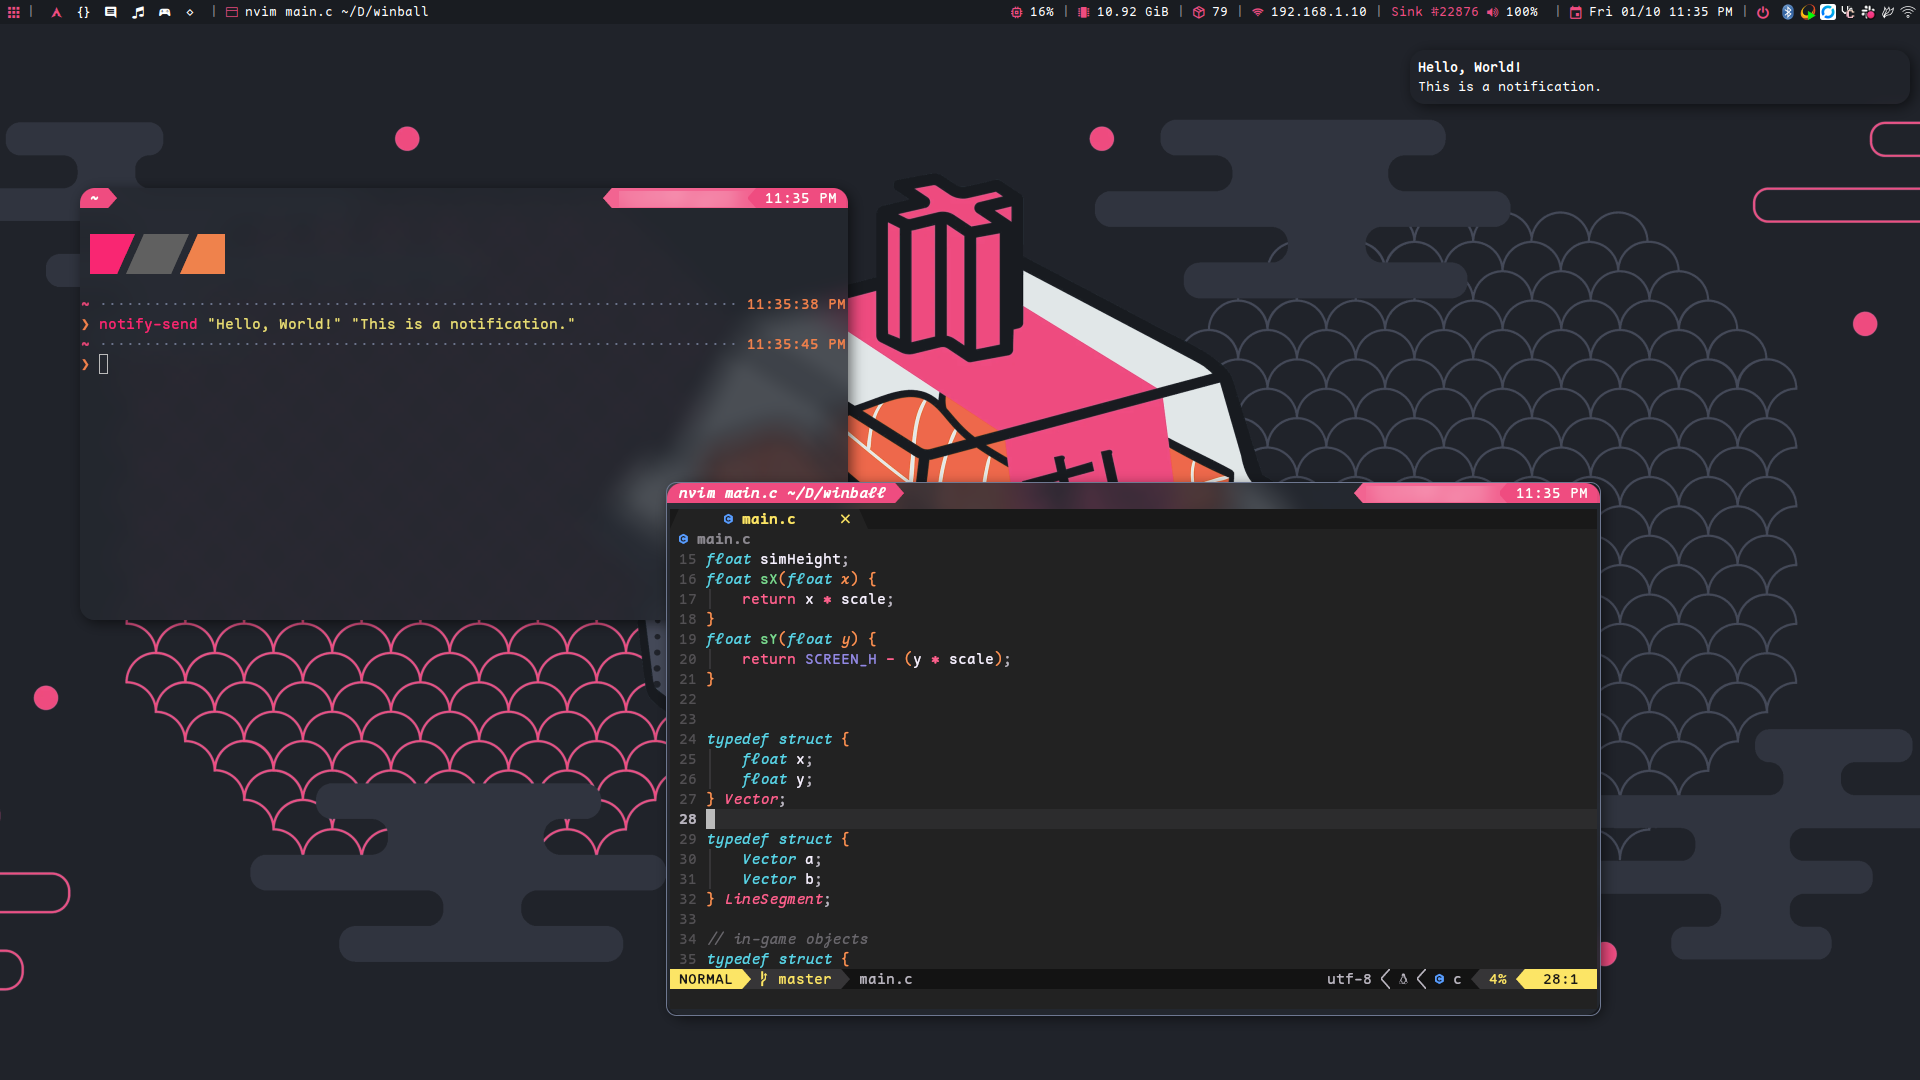 {} nvim main.c ~/D/winball 16% 10.92 GiB 79 192.168.1.10 Sink #22876 100% Fri 01/10 11:35 PM
Hello, World!
This is a notification.
~ 11:35 PM
~ 11:35:38 PM
❯ notify-send "Hello, World!" "This is a notification."
~ 11:35:45 PM
❯
nvim main.c ~/D/winball 11:35 PM
main.c ×
main.c
15 float simHeight;
16 float sX(float x) {
17 return x * scale;
18 }
19 float sY(float y) {
20 return SCREEN_H - (y * scale);
21 }
22
23
24 typedef struct {
25 float x;
26 float y;
27 } Vector;
28
29 typedef struct {
30 Vector a;
31 Vector b;
32 } LineSegment;
33
34 // in-game objects
35 typedef struct {
NORMAL master main.c utf-8 c 4% 28:1